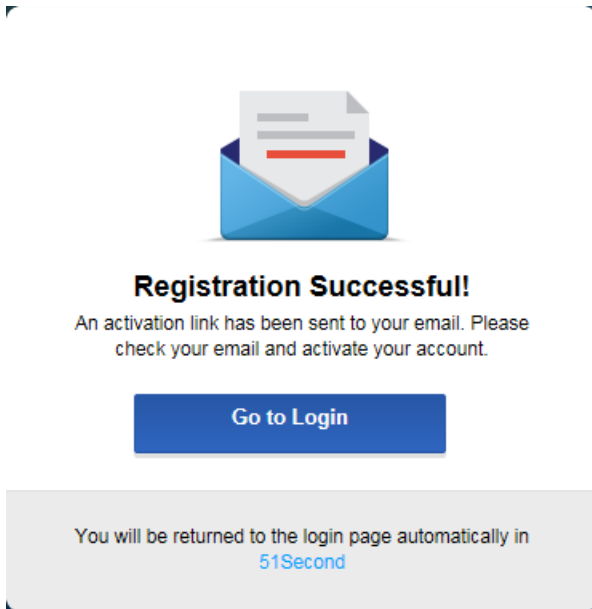 Registration Successful!
An activation link has been sent to your email. Please
check your email and activate your account.
Go to Login
You will be returned to the login page automatically in
51Second